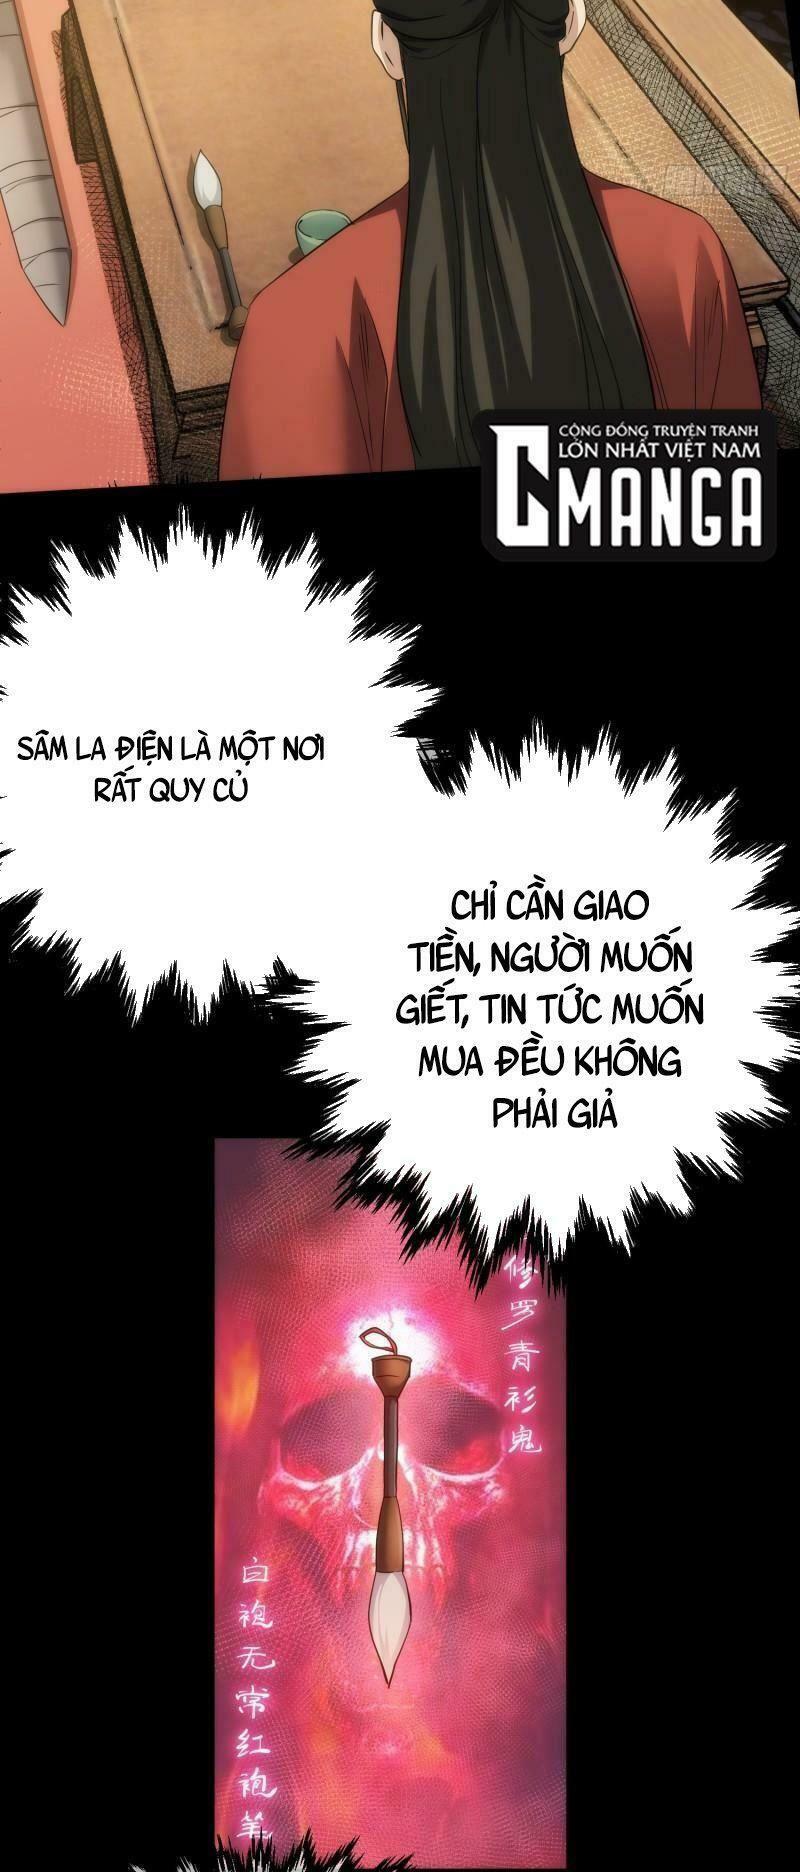 CỘNG ĐỒNG TRUYỆN TRANH
LỚN NHẤT VIỆT NAM
CMANGA
SÂM LA ĐIỆN LÀ MỘT NƠI
RẤT QUY CỦ
CHỈ CẦN GIAO
TIỀN, NGƯỜI MUỐN
GIẾT, TIN TỨC MUỐN
MUA ĐỀU KHÔNG
PHẢI GIẢ
修罗青衫鬼
白袍无常红袍笔